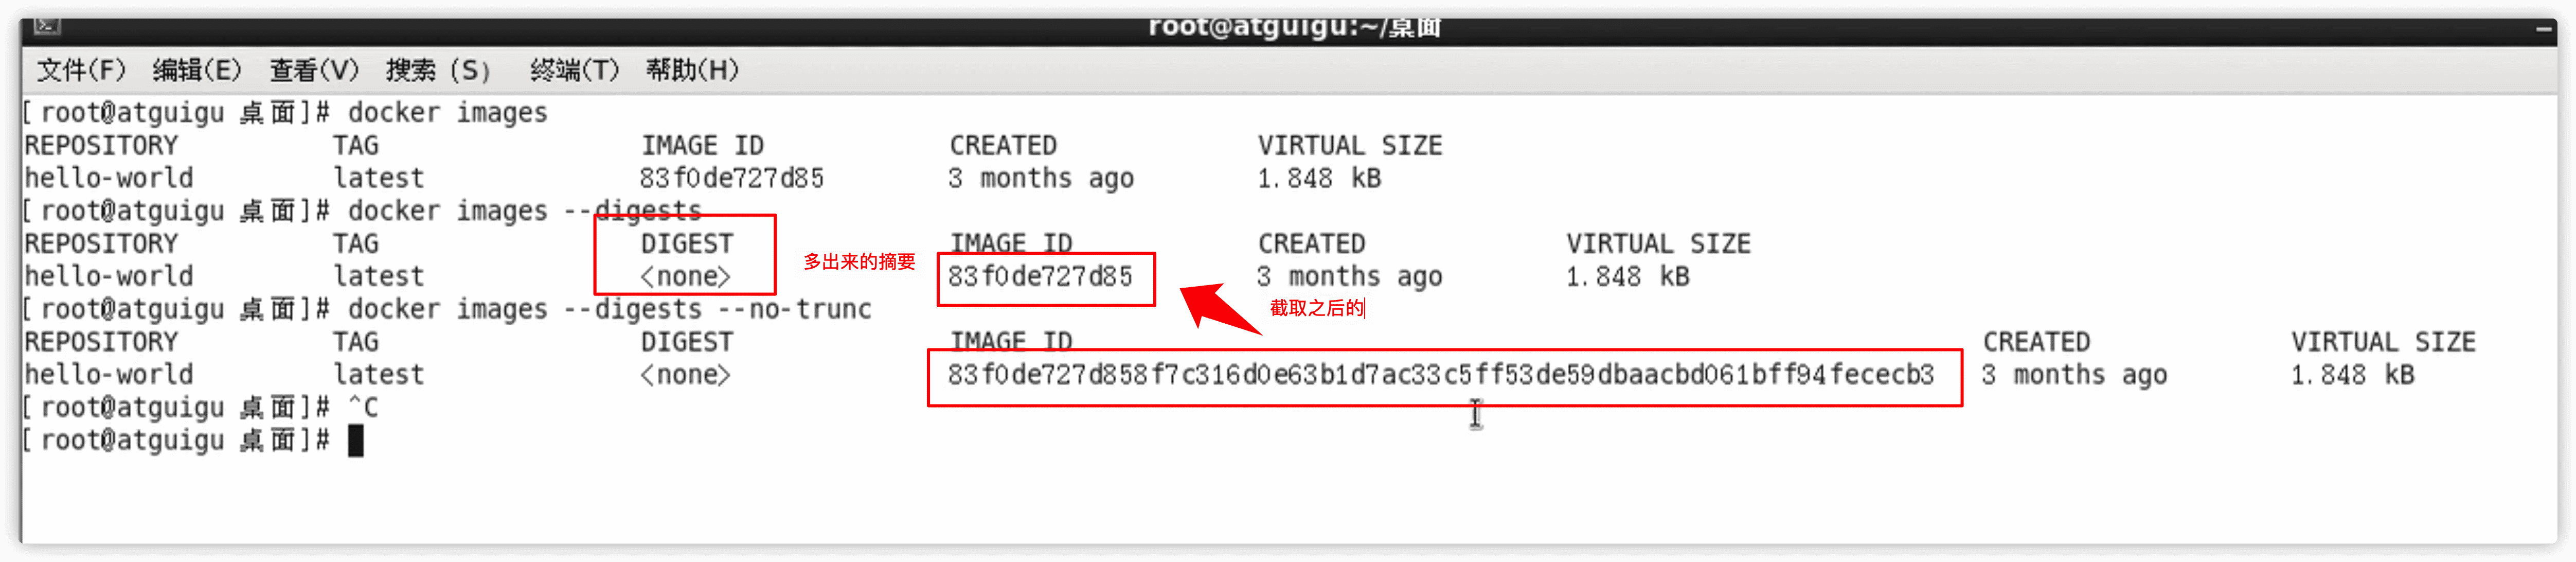 root@atguigu:~/桌面
文件(F) 编辑(E) 查看(V) 搜索 (S) 终端(T) 帮助(H)
[root@atguigu 桌面]# docker images
REPOSITORY TAG IMAGE ID CREATED VIRTUAL SIZE
hello-world latest 83f0de727d85 3 months ago 1.848 kB
[root@atguigu 桌面]# docker images --digests
REPOSITORY TAG DIGEST IMAGE ID CREATED VIRTUAL SIZE
多出来的摘要
hello-world latest <none> 83f0de727d85 3 months ago 1.848 kB
截取之后的
[root@atguigu 桌面]# docker images --digests --no-trunc
REPOSITORY TAG DIGEST IMAGE ID CREATED VIRTUAL SIZE
hello-world latest <none> 83f0de727d858f7c316d0e63b1d7ac33c5ff53de59dbaacbd061bff94fececb3 3 months ago 1.848 kB
[root@atguigu 桌面]# ^C
[root@atguigu 桌面]#